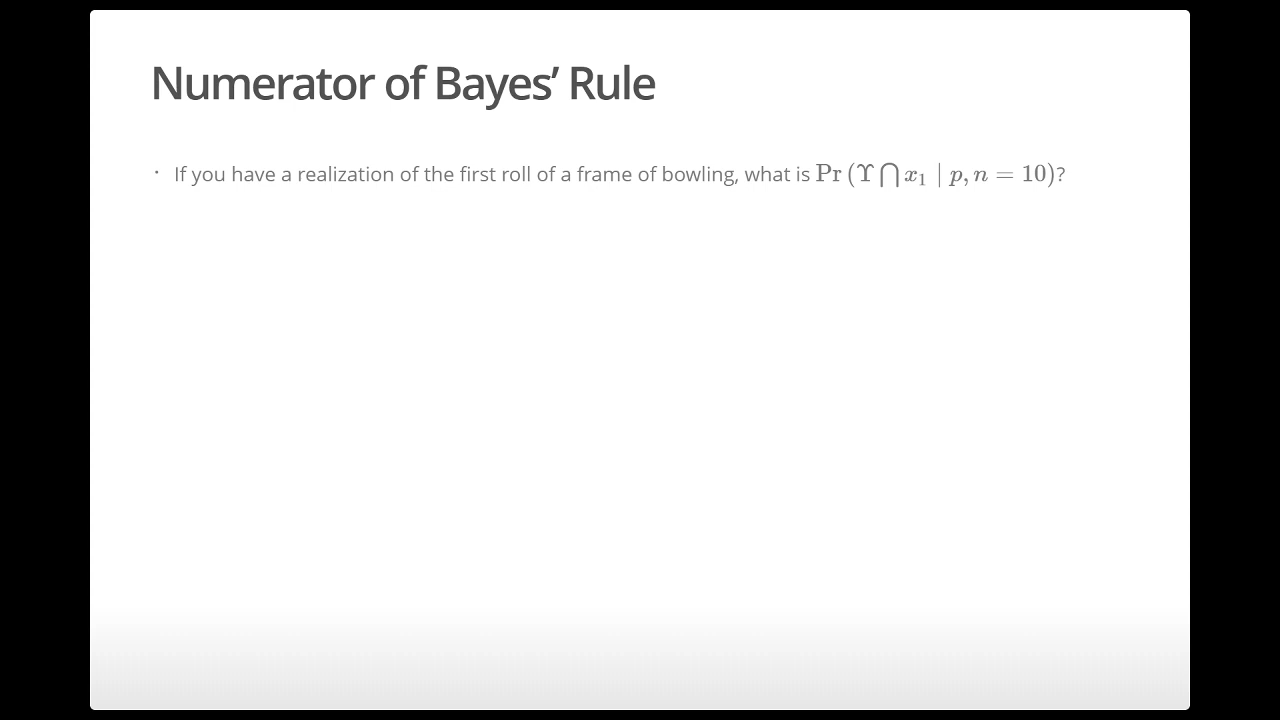 Numerator of Bayes’ Rule
· If you have a realization of the first roll of a frame of bowling, what is Pr (ϒ ⋂ x₁ | p, n = 10)?